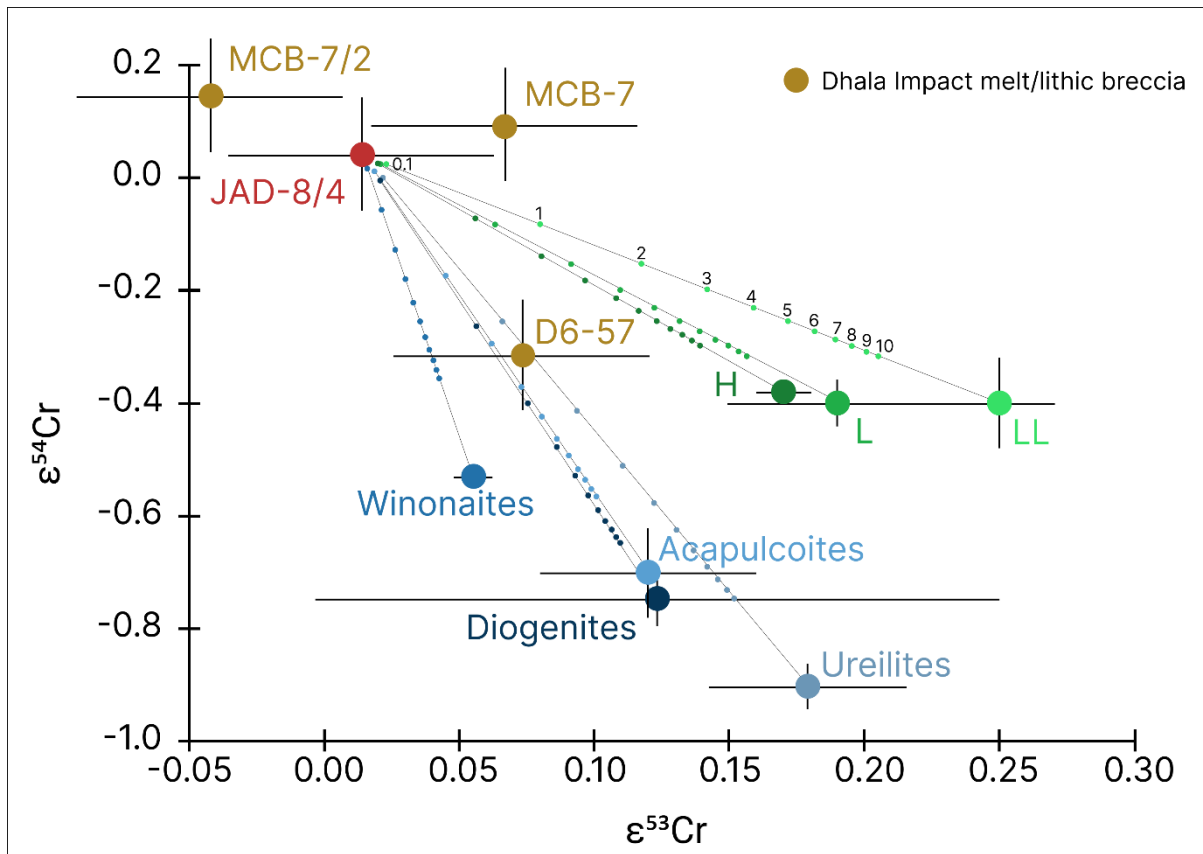 0.2
MCB-7/2
MCB-7
Dhala Impact melt/lithic breccia
0.0
JAD-8/4
0.1
1
2
3
4
5
6
7
8
9
10
-0.2
D6-57
H
L
LL
-0.4
ε⁵⁴Cr
Winonaites
-0.6
Acapulcoites
Diogenites
-0.8
Ureilites
-1.0
-0.05
0.00
0.05
0.10
0.15
0.20
0.25
0.30
ε⁵³Cr